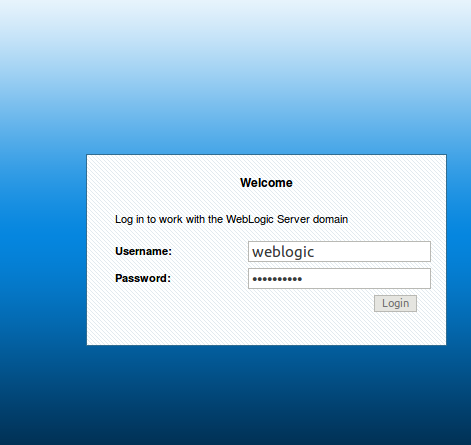 Welcome
Log in to work with the WebLogic Server domain
Username: weblogic
Password: ••••••••••
Login